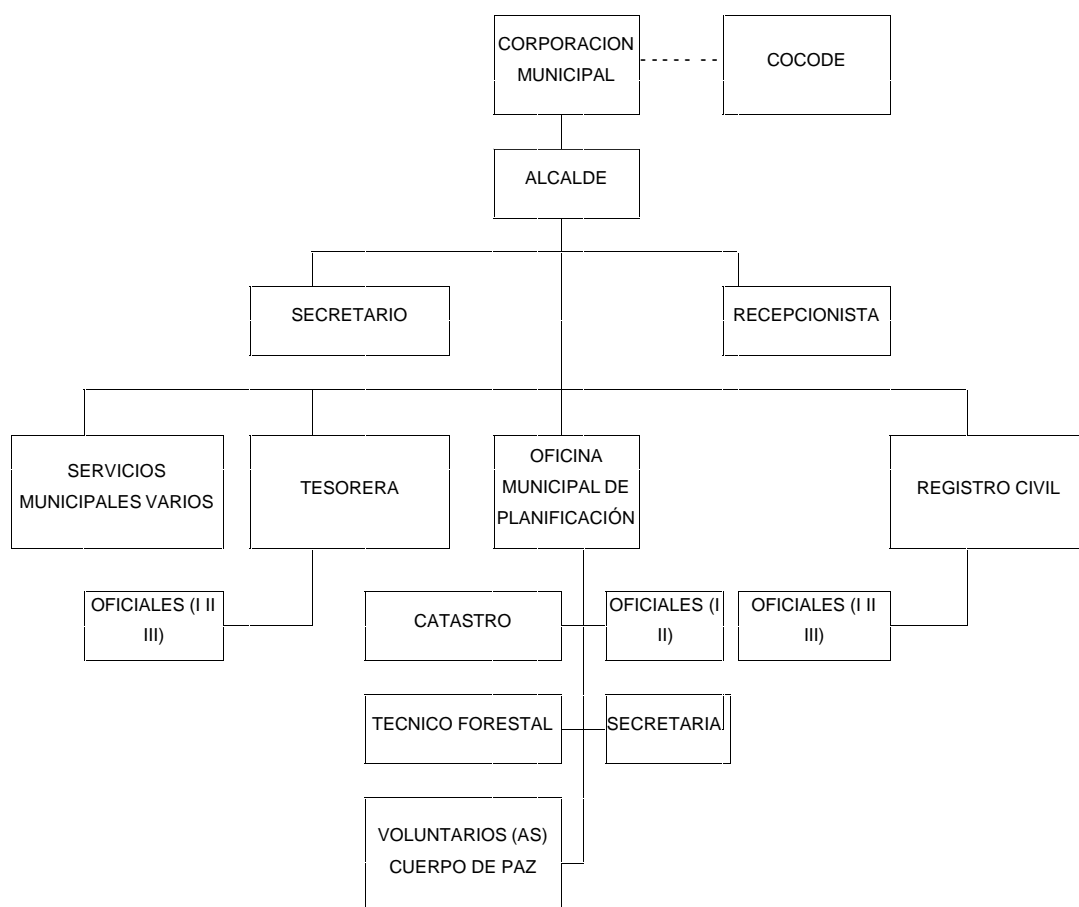 CORPORACION
MUNICIPAL
COCODE
ALCALDE
SECRETARIO
RECEPCIONISTA
SERVICIOS
MUNICIPALES VARIOS
TESORERA
OFICINA
MUNICIPAL DE
PLANIFICACIÓN
REGISTRO CIVIL
OFICIALES (I II
III)
CATASTRO
OFICIALES (I
II)
OFICIALES (I II
III)
TECNICO FORESTAL
SECRETARIA
VOLUNTARIOS (AS)
CUERPO DE PAZ